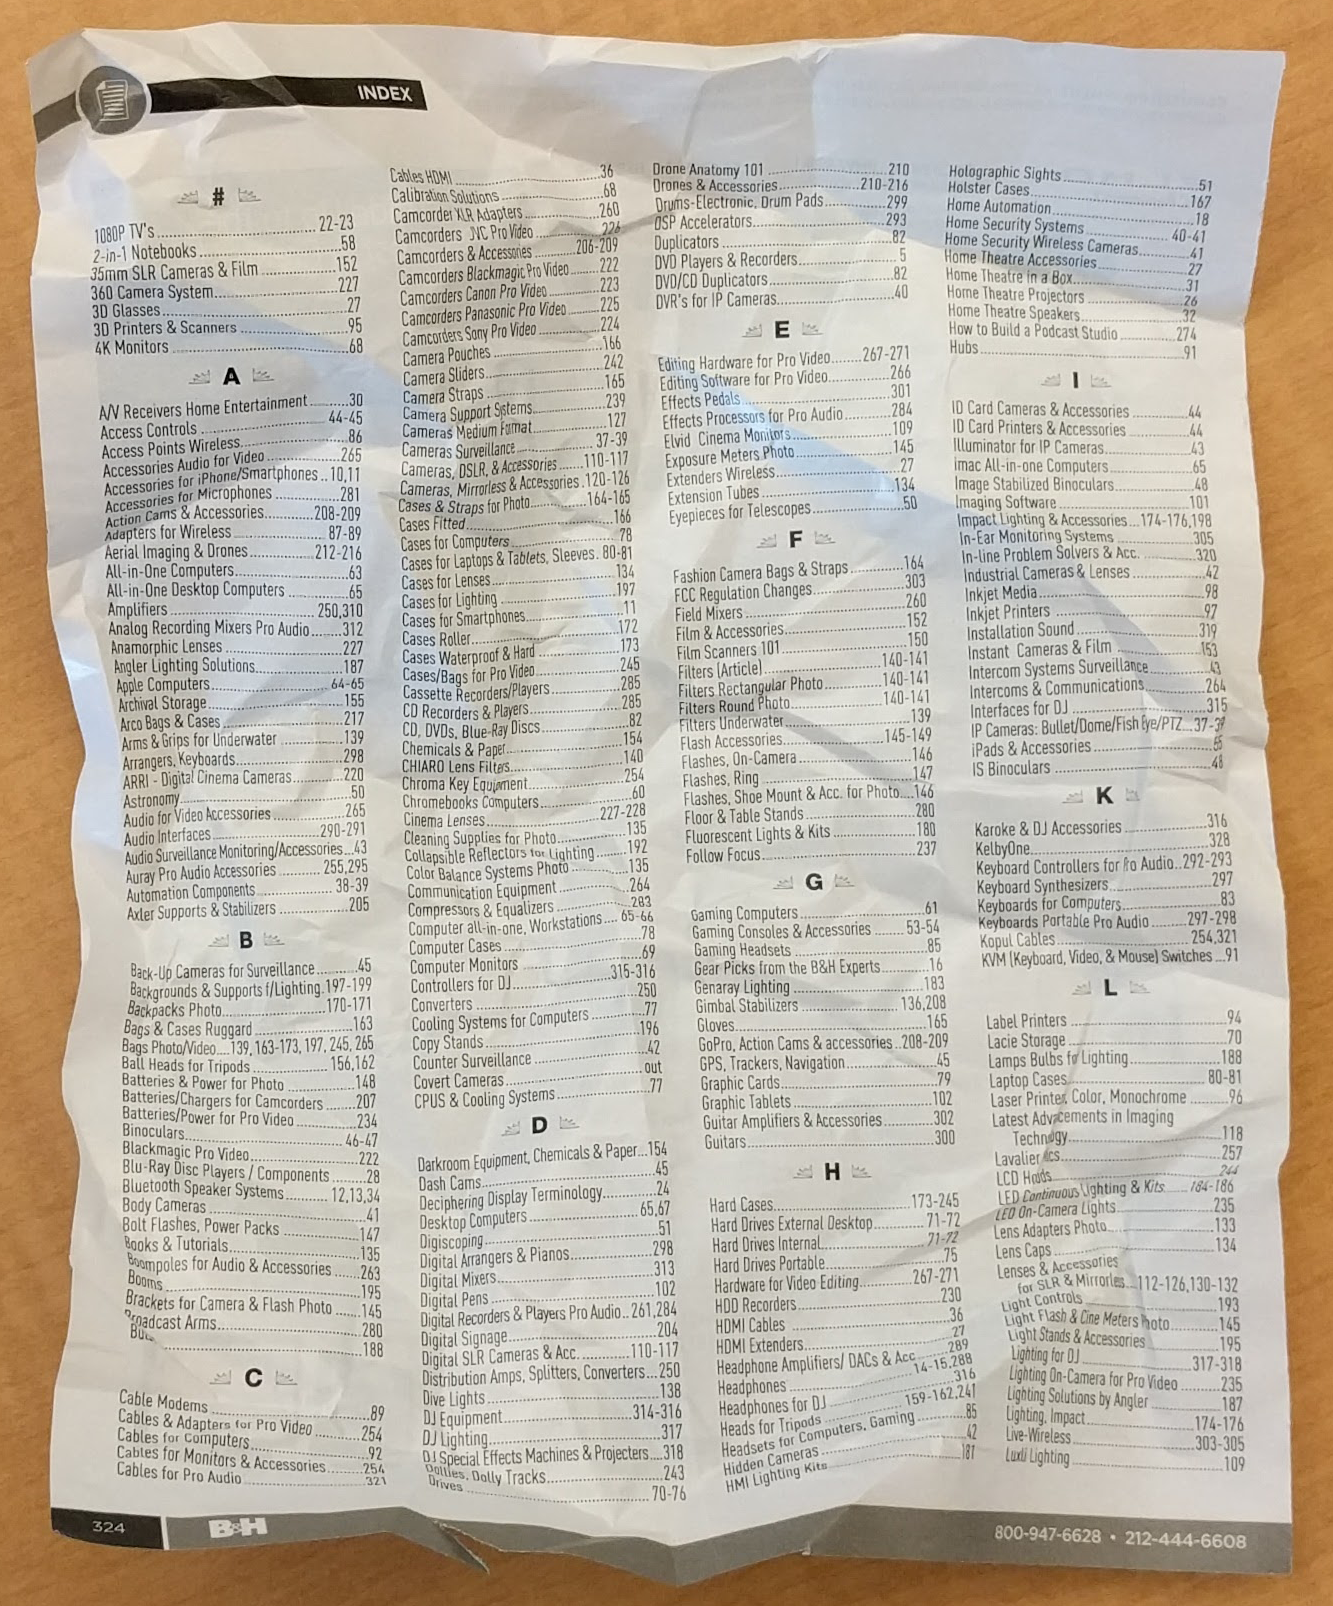 INDEX
#
1080P TV's 22-23
2-in-1 Notebooks 58
35mm SLR Cameras & Film 152
360 Camera System 227
3D Glasses 27
3D Printers & Scanners 95
4K Monitors 68
A
A/V Receivers Home Entertainment 30
Access Controls 44-45
Access Points Wireless 86
Accessories Audio for Video 265
Accessories for iPhone/Smartphones 10,11
Accessories for Microphones 281
Action Cams & Accessories 208-209
Adapters for Wireless 87-89
Aerial Imaging & Drones 212-216
All-in-One Computers 63
All-in-One Desktop Computers 65
Amplifiers 250,310
Analog Recording Mixers Pro Audio 312
Anamorphic Lenses 227
Angler Lighting Solutions 187
Apple Computers 64-65
Archival Storage 155
Arco Bags & Cases 217
Arms & Grips for Underwater 139
Arrangers, Keyboards 298
ARRI - Digital Cinema Cameras 220
Astronomy 50
Audio for Video Accessories 265
Audio Interfaces 290-291
Audio Surveillance Monitoring/Accessories 43
Auray Pro Audio Accessories 255,295
Automation Components 38-39
Axler Supports & Stabilizers 205
B
Back-Up Cameras for Surveillance 45
Backgrounds & Supports f/Lighting 197-199
Backpacks Photo 170-171
Bags & Cases Ruggard 163
Bags Photo/Video 139, 163-173, 197, 245, 265
Ball Heads for Tripods 156,162
Batteries & Power for Photo 148
Batteries/Chargers for Camcorders 207
Batteries/Power for Pro Video 234
Binoculars 46-47
Blackmagic Pro Video 222
Blu-Ray Disc Players / Components 28
Bluetooth Speaker Systems 12,13,34
Body Cameras 41
Bolt Flashes, Power Packs 147
Books & Tutorials 135
Boompoles for Audio & Accessories 263
Booms 195
Brackets for Camera & Flash Photo 145
Broadcast Arms 280
188
C
Cable Modems 89
Cables & Adapters for Pro Video 254
Cables for Computers 92
Cables for Monitors & Accessories 254
Cables for Pro Audio 321
Cables HDMI 36
Calibration Solutions 68
Camcorder XLR Adapters 260
Camcorders JVC Pro Video 226
Camcorders & Accessories 206-209
Camcorders Blackmagic Pro Video 222
Camcorders Canon Pro Video 223
Camcorders Panasonic Pro Video 225
Camcorders Sony Pro Video 224
Camera Pouches 166
Camera Sliders 242
Camera Straps 165
Camera Support Systems 239
Cameras Medium Format 127
Cameras Surveillance 37-39
Cameras, DSLR, & Accessories 110-117
Cameras, Mirrorless & Accessories 120-126
Cases & Straps for Photo 164-165
Cases Fitted 166
Cases for Computers 78
Cases for Laptops & Tablets, Sleeves 80-81
Cases for Lenses 134
Cases for Lighting 197
Cases for Smartphones 11
Cases Roller 172
Cases Waterproof & Hard 173
Cases/Bags for Pro Video 245
Cassette Recorders/Players 285
CD Recorders & Players 285
CD, DVDs, Blue-Ray Discs 82
Chemicals & Paper 154
CHIARO Lens Filters 140
Chroma Key Equipment 254
Chromebooks Computers 60
Cinema Lenses 227-228
Cleaning Supplies for Photo 135
Collapsible Reflectors for Lighting 192
Color Balance Systems Photo 135
Communication Equipment 264
Compressors & Equalizers 283
Computer all-in-one, Workstations 65-66
Computer Cases 78
Computer Monitors 69
Controllers for DJ 315-316
Converters 250
Cooling Systems for Computers 77
Copy Stands 196
Counter Surveillance 42
Covert Cameras out
CPUS & Cooling Systems 77
D
Darkroom Equipment, Chemicals & Paper 154
Dash Cams 45
Deciphering Display Terminology 24
Desktop Computers 65,67
Digiscoping 51
Digital Arrangers & Pianos 298
Digital Mixers 313
Digital Pens 102
Digital Recorders & Players Pro Audio 261,284
Digital Signage 204
Digital SLR Cameras & Acc. 110-117
Distribution Amps, Splitters, Converters 250
Dive Lights 138
DJ Equipment 314-316
DJ Lighting 317
DJ Special Effects Machines & Projecters 318
Dollies, Dolly Tracks 243
Drives 70-76
Drone Anatomy 101 210
Drones & Accessories 210-216
Drums-Electronic, Drum Pads 299
DSP Accelerators 293
Duplicators 82
DVD Players & Recorders 5
DVD/CD Duplicators 82
DVR's for IP Cameras 40
E
Editing Hardware for Pro Video 267-271
Editing Software for Pro Video 266
Effects Pedals 301
Effects Processors for Pro Audio 284
Elvid Cinema Monitors 109
Exposure Meters Photo 145
Extenders Wireless 27
Extension Tubes 134
Eyepieces for Telescopes 50
F
Fashion Camera Bags & Straps 164
FCC Regulation Changes 303
Field Mixers 260
Film & Accessories 152
Film Scanners 101 150
Filters (Article) 140-141
Filters Rectangular Photo 140-141
Filters Round Photo 140-141
Filters Underwater 139
Flash Accessories 145-149
Flashes, On-Camera 146
Flashes, Ring 147
Flashes, Shoe Mount & Acc. for Photo 146
Floor & Table Stands 280
Fluorescent Lights & Kits 180
Follow Focus 237
G
Gaming Computers 61
Gaming Consoles & Accessories 53-54
Gaming Headsets 85
Gear Picks from the B&H Experts 16
Genaray Lighting 183
Gimbal Stabilizers 136,208
Gloves 165
GoPro, Action Cams & accessories 208-209
GPS, Trackers, Navigation 45
Graphic Cards 79
Graphic Tablets 102
Guitar Amplifiers & Accessories 302
Guitars 300
H
Hard Cases 173-245
Hard Drives External Desktop 71-72
Hard Drives Internal 71-72
Hard Drives Portable 75
Hardware for Video Editing 267-271
HDD Recorders 230
HDMI Cables 36
HDMI Extenders 27
Headphone Amplifiers/ DACs & Acc 289
Headphones 14-15,288
Headphones for DJ 316
Heads for Tripods 159-162,241
Headsets for Computers, Gaming 85
Hidden Cameras 42
HMI Lighting Kits 181
Holographic Sights 51
Holster Cases 167
Home Automation 18
Home Security Systems 40-41
Home Security Wireless Cameras 41
Home Theatre Accessories 27
Home Theatre in a Box 31
Home Theatre Projectors 26
Home Theatre Speakers 32
How to Build a Podcast Studio 274
Hubs 91
I
ID Card Cameras & Accessories 44
ID Card Printers & Accessories 44
Illuminator for IP Cameras 43
imac All-in-one Computers 65
Image Stabilized Binoculars 48
Imaging Software 101
Impact Lighting & Accessories 174-176,198
In-Ear Monitoring Systems 305
In-line Problem Solvers & Acc. 320
Industrial Cameras & Lenses 42
Inkjet Media 98
Inkjet Printers 97
Installation Sound 319
Instant Cameras & Film 153
Intercom Systems Surveillance 43
Intercoms & Communications 264
Interfaces for DJ 315
IP Cameras: Bullet/Dome/Fish Eye/PTZ 37-39
iPads & Accessories 65
IS Binoculars 48
K
Karoke & DJ Accessories 316
KelbyOne 328
Keyboard Controllers for Pro Audio 292-293
Keyboard Synthesizers 297
Keyboards for Computers 83
Keyboards Portable Pro Audio 297-298
Kopul Cables 254,321
KVM (Keyboard, Video, & Mouse) Switches 91
L
Label Printers 94
Lacie Storage 70
Lamps Bulbs for Lighting 188
Laptop Cases 80-81
Laser Printer, Color, Monochrome 96
Latest Advacements in Imaging
Technology 118
Lavalier 257
LCD Hoods 244
LED Continuous Lighting & Kits 184-186
LED On-Camera Lights 235
Lens Adapters Photo 133
Lens Caps 134
Lenses & Accessories
for SLR & Mirrorles 112-126,130-132
Light Controls 193
Light Flash & Cine Meters Photo 145
Light Stands & Accessories 195
Lighting for DJ 317-318
Lighting On-Camera for Pro Video 235
Lighting Solutions by Angler 187
Lighting, Impact 174-176
Live-Wireless 303-305
Luxli Lighting 109
324
B&H
800-947-6628 • 212-444-6608